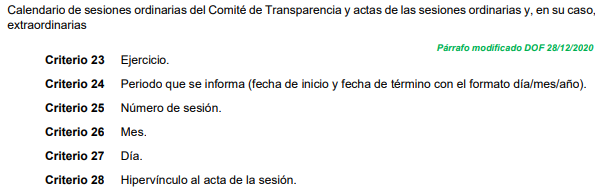 Calendario de sesiones ordinarias del Comité de Transparencia y actas de las sesiones ordinarias y, en su caso,
extraordinarias
Párrafo modificado DOF 28/12/2020
Criterio 23 Ejercicio.
Criterio 24 Periodo que se informa (fecha de inicio y fecha de término con el formato día/mes/año).
Criterio 25 Número de sesión.
Criterio 26 Mes.
Criterio 27 Día.
Criterio 28 Hipervínculo al acta de la sesión.